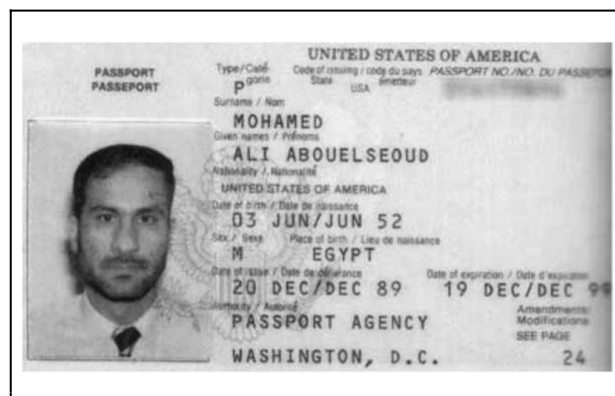 UNITED STATES OF AMERICA
PASSPORT
PASSEPORT
Type/Caté-
gorie
P
Code of issuing / code du pays
State USA émetteur
PASSPORT NO./NO. DU PASSEPOR
Surname / Nom
MOHAMED
Given names / Prénoms
ALI ABOUELSEOUD
Nationality / Nationalité
UNITED STATES OF AMERICA
Date of birth / Date de naissance
03 JUN/JUN 52
Sex / Sexe Place of birth / Lieu de naissance
M EGYPT
Date of issue / Date de délivrance Date of expiration / Date d'expiration
20 DEC/DEC 89 19 DEC/DEC 99
Authority / Autorité
PASSPORT AGENCY
Amendments/
Modifications
SEE PAGE
WASHINGTON, D.C. 24